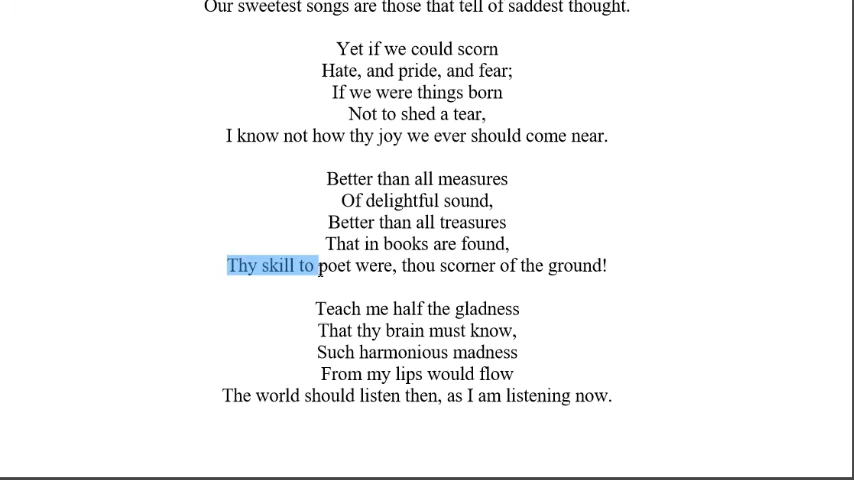 Our sweetest songs are those that tell of saddest thought.
Yet if we could scorn
Hate, and pride, and fear;
If we were things born
Not to shed a tear,
I know not how thy joy we ever should come near.
Better than all measures
Of delightful sound,
Better than all treasures
That in books are found,
Thy skill to poet were, thou scorner of the ground!
Teach me half the gladness
That thy brain must know,
Such harmonious madness
From my lips would flow
The world should listen then, as I am listening now.